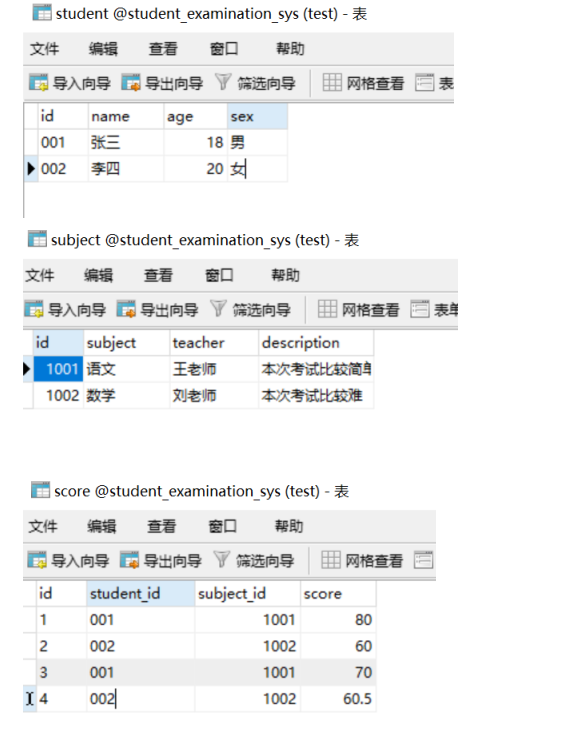 student @student_examination_sys (test) - 表
文件 编辑 查看 窗口 帮助
导入向导 导出向导 筛选向导 网格查看 表
id name age sex
001 张三 18 男
002 李四 20 女
subject @student_examination_sys (test) - 表
文件 编辑 查看 窗口 帮助
导入向导 导出向导 筛选向导 网格查看 表单
id subject teacher description
1001 语文 王老师 本次考试比较简单
1002 数学 刘老师 本次考试比较难
score @student_examination_sys (test) - 表
文件 编辑 查看 窗口 帮助
导入向导 导出向导 筛选向导 网格查看
id student_id subject_id score
1 001 1001 80
2 002 1002 60
3 001 1001 70
4 002 1002 60.5